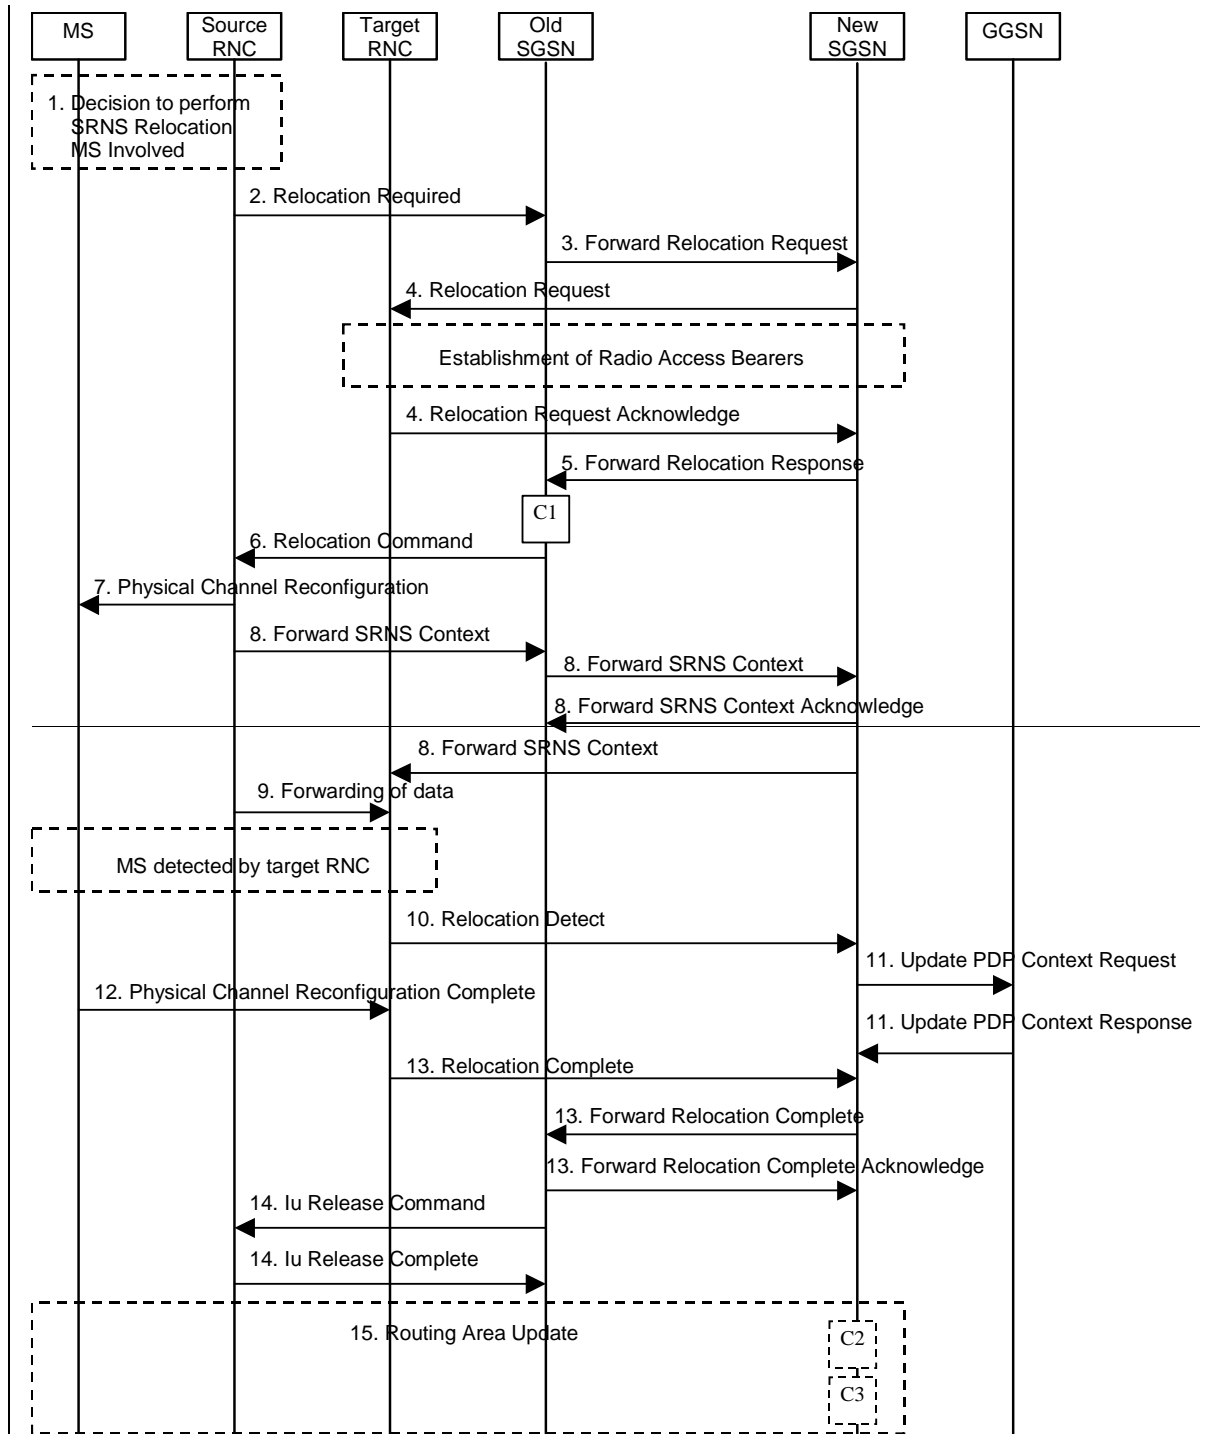 MS
Source
RNC
Target
RNC
Old
SGSN
New
SGSN
GGSN
1. Decision to perform
SRNS Relocation
MS Involved
2. Relocation Required
3. Forward Relocation Request
4. Relocation Request
Establishment of Radio Access Bearers
4. Relocation Request Acknowledge
5. Forward Relocation Response
C1
6. Relocation Command
7. Physical Channel Reconfiguration
8. Forward SRNS Context
8. Forward SRNS Context
8. Forward SRNS Context Acknowledge
8. Forward SRNS Context
9. Forwarding of data
MS detected by target RNC
10. Relocation Detect
11. Update PDP Context Request
12. Physical Channel Reconfiguration Complete
11. Update PDP Context Response
13. Relocation Complete
13. Forward Relocation Complete
13. Forward Relocation Complete Acknowledge
14. Iu Release Command
14. Iu Release Complete
15. Routing Area Update
C2
C3